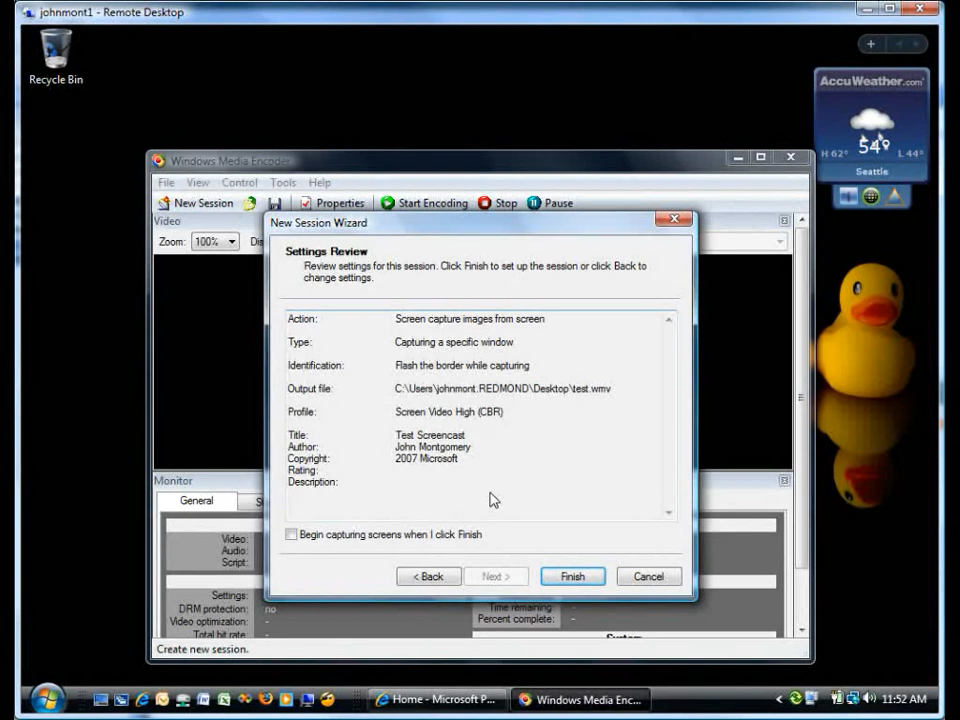 johnmont1 - Remote Desktop
Recycle Bin
AccuWeather.com
54°F
H 62° L 44°
Seattle
Windows Media Encoder
File View Control Tools Help
New Session Properties Start Encoding Stop Pause
Video
Zoom: 100%
New Session Wizard
Settings Review
Review settings for this session. Click Finish to set up the session or click Back to
change settings.
Action: Screen capture images from screen
Type: Capturing a specific window
Identification: Flash the border while capturing
Output file: C:\Users\johnmont.REDMOND\Desktop\test.wmv
Profile: Screen Video High (CBR)
Title: Test Screencast
Author: John Montgomery
Copyright: 2007 Microsoft
Rating:
Description:
Begin capturing screens when I click Finish
< Back Next > Finish Cancel
Monitor
General
Video:
Audio:
Script:
Settings:
DRM protection: no
Video optimization: -
Total bit rate: -
Time remaining: -
Percent complete: -
System
Create new session.
Home - Microsoft P...
Windows Media Enc...
11:52 AM